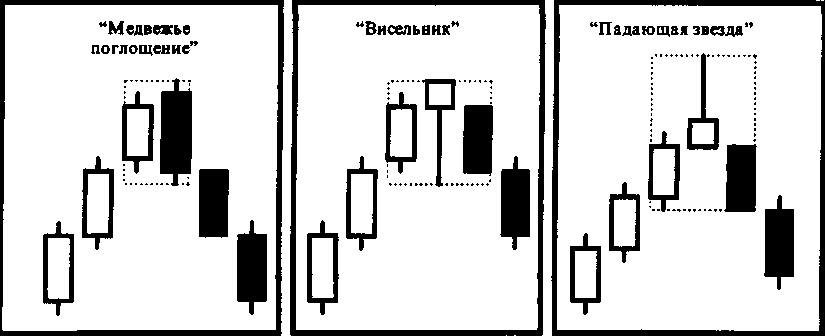 “Медвежье
поглощение”
“Висельник”
“Падающая звезда”